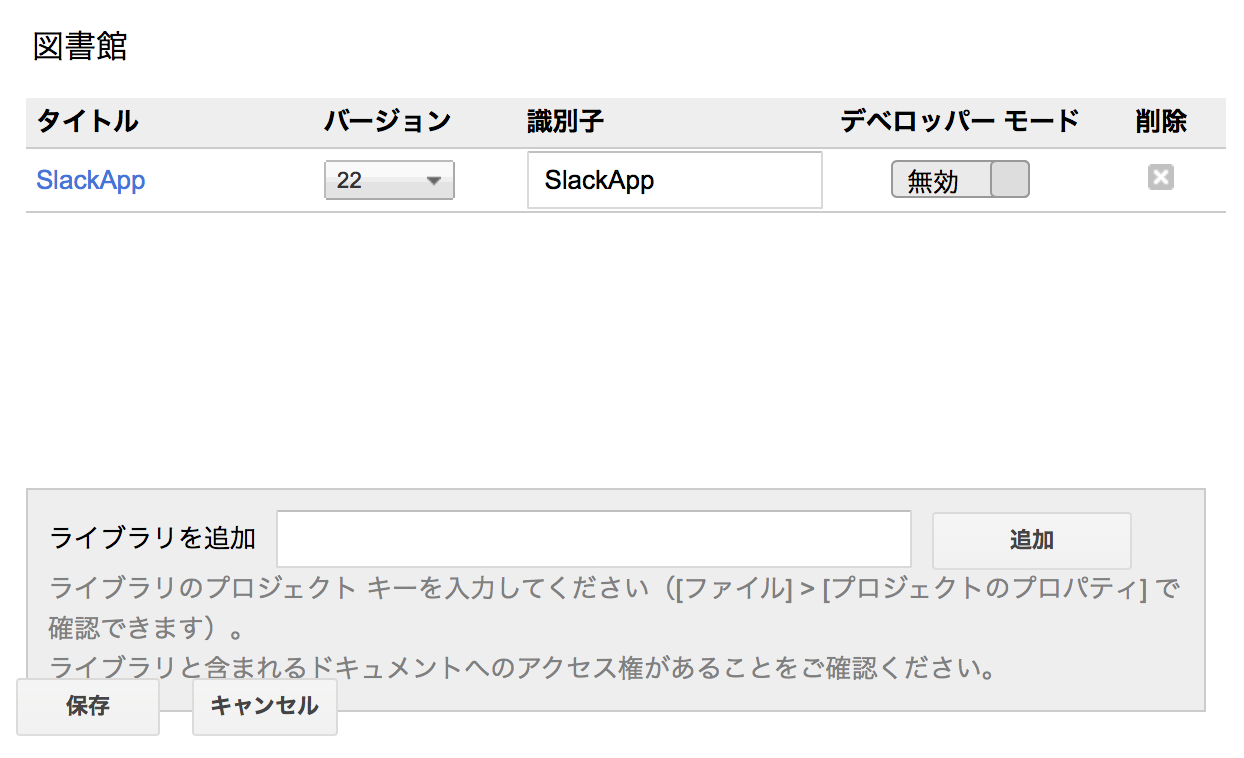 図書館
タイトル バージョン 識別子 デベロッパー モード 削除
SlackApp 22 SlackApp 無効
ライブラリを追加 追加
ライブラリのプロジェクト キーを入力してください（[ファイル] > [プロジェクトのプロパティ] で
確認できます）。
ライブラリと含まれるドキュメントへのアクセス権があることをご確認ください。
保存 キャンセル